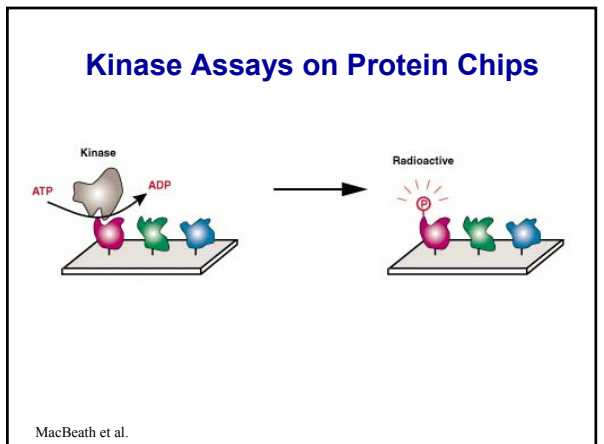 Kinase Assays on Protein Chips
Kinase
ATP
ADP
Radioactive
P
MacBeath et al.